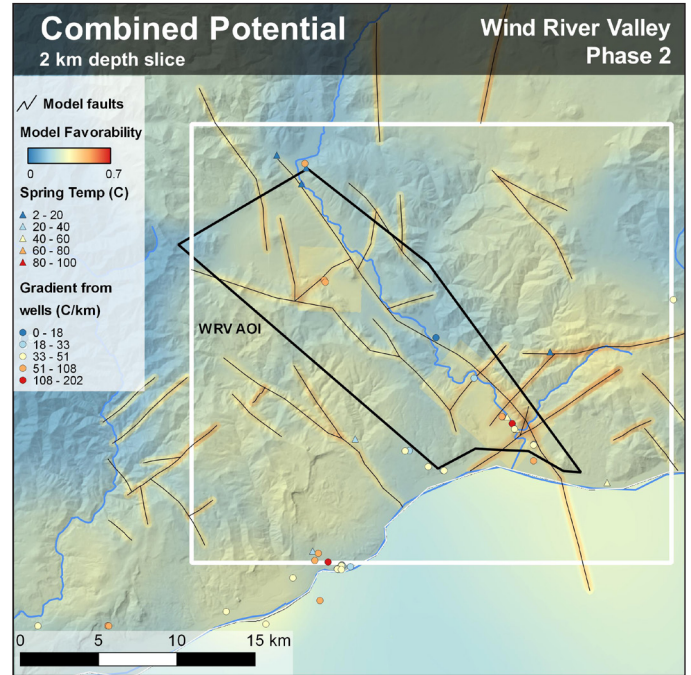 Combined Potential
2 km depth slice
Wind River Valley
Phase 2
Model faults
Model Favorability
0 0.7
Spring Temp (C)
2 - 20
20 - 40
40 - 60
60 - 80
80 - 100
Gradient from
wells (C/km)
0 - 18
18 - 33
33 - 51
51 - 108
108 - 202
WRV AOI
0 5 10 15 km